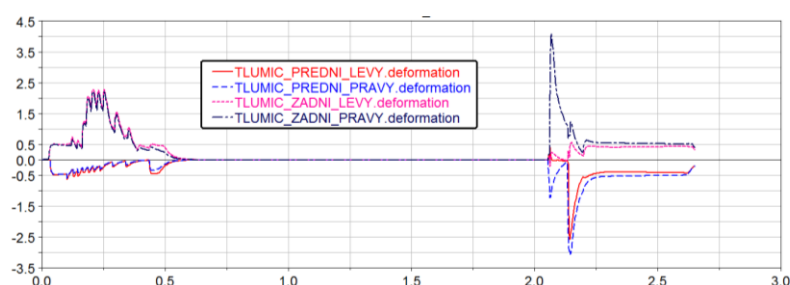 4.5
3.5
TLUMIC_PREDNI_LEVY.deformation
2.5
TLUMIC_PREDNI_PRAVY.deformation
TLUMIC_ZADNI_LEVY.deformation
1.5
TLUMIC_ZADNI_PRAVY.deformation
0.5
0.0
-0.5
-1.5
-2.5
-3.5
0.0 0.5 1.0 1.5 2.0 2.5 3.0